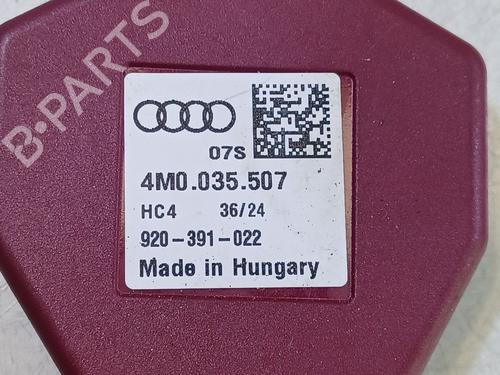 B-PARTS
07S
4M0.035.507
HC4 36/24
920-391-022
Made in Hungary